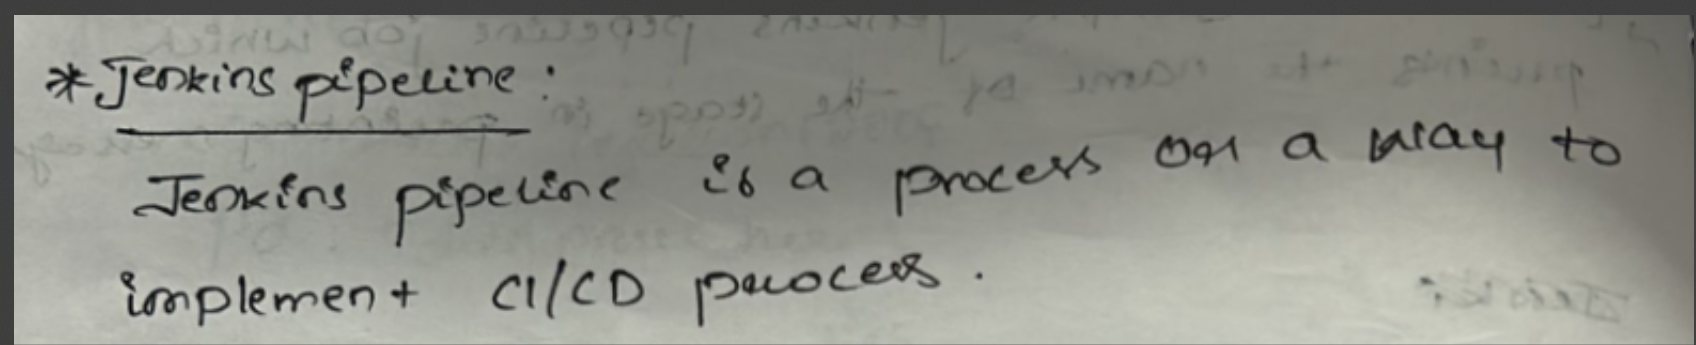 * Jenkins pipeline :
Jenkins pipeline is a process or a way to
implement CI/CD process .